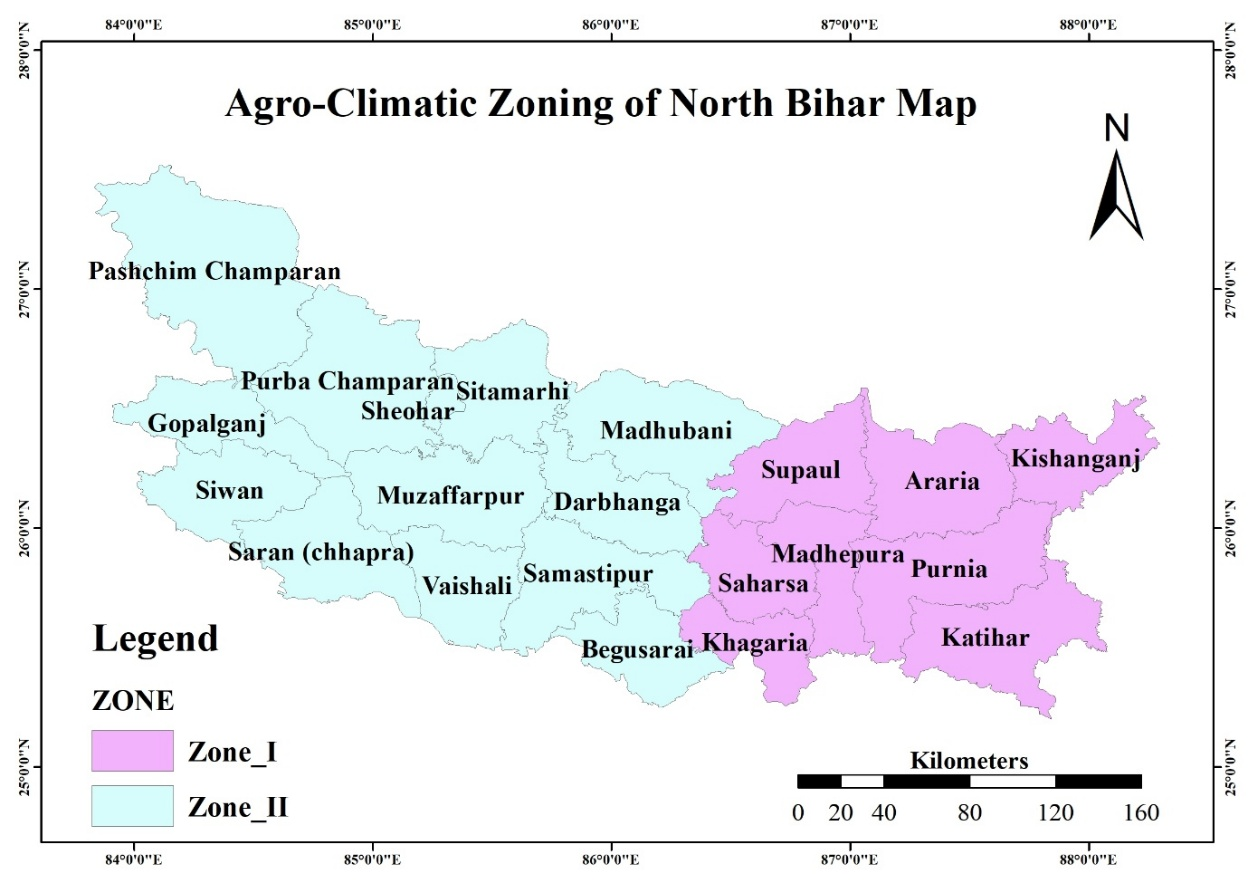 84°0'0"E 85°0'0"E 86°0'0"E 87°0'0"E 88°0'0"E
28°0'0"N 28°0'0"N
Agro-Climatic Zoning of North Bihar Map
N
Pashchim Champaran
27°0'0"N 27°0'0"N
Purba Champaran
Sitamarhi
Sheohar
Gopalganj
Madhubani
Supaul
Araria
Kishanganj
Siwan
Muzaffarpur
Darbhanga
26°0'0"N 26°0'0"N
Saran (chhapra)
Vaishali
Samastipur
Madhepura
Saharsa
Purnia
Begusarai
Khagaria
Katihar
Legend
ZONE
Zone_I
Zone_II
25°0'0"N 25°0'0"N
Kilometers
0 20 40 80 120 160
84°0'0"E 85°0'0"E 86°0'0"E 87°0'0"E 88°0'0"E